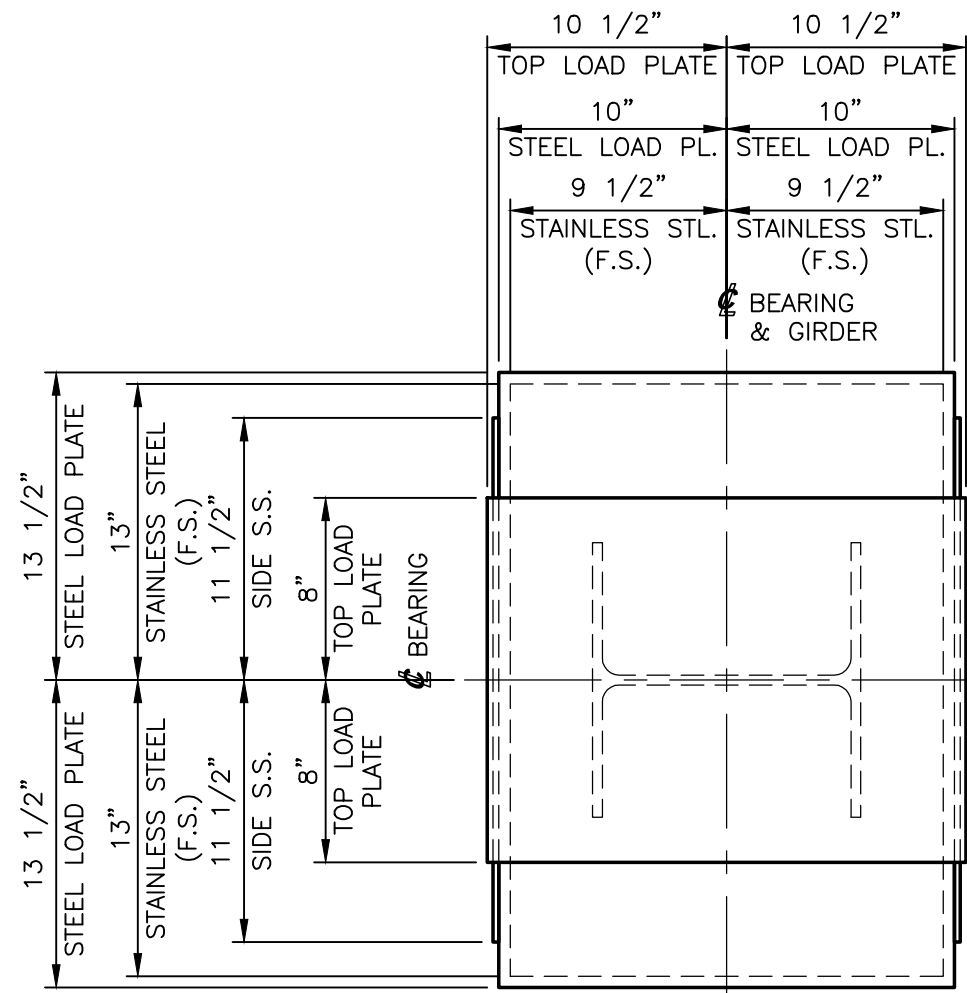 10 1/2” 10 1/2”
TOP LOAD PLATE TOP LOAD PLATE
10” 10”
STEEL LOAD PL. STEEL LOAD PL.
9 1/2” 9 1/2”
STAINLESS STL. STAINLESS STL.
(F.S.) (F.S.)
℄ BEARING
& GIRDER
13 1/2”
STEEL LOAD PLATE
13”
STAINLESS STEEL
(F.S.)
11 1/2”
SIDE S.S.
8”
TOP LOAD
PLATE
℄ BEARING
13 1/2”
STEEL LOAD PLATE
13”
STAINLESS STEEL
(F.S.)
11 1/2”
SIDE S.S.
8”
TOP LOAD
PLATE